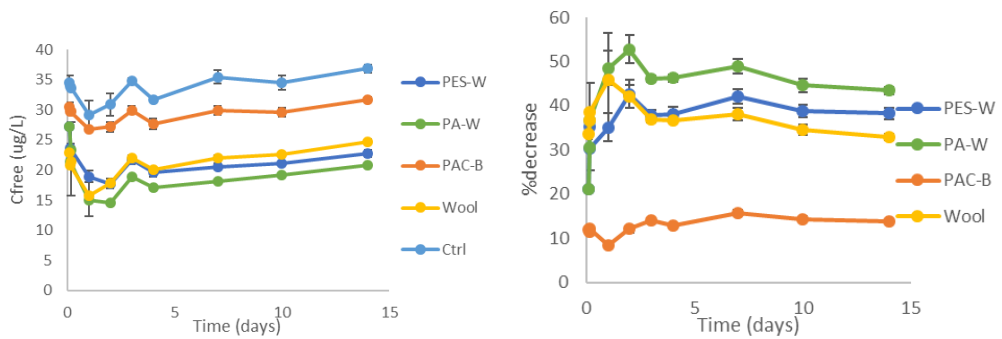 40
35
30
25
20
15
10
5
0
Cfree (ug/L)
0
5
10
15
Time (days)
PES-W
PA-W
PAC-B
Wool
Ctrl
60
50
40
30
20
10
0
%decrease
0
5
10
15
Time (days)
PES-W
PA-W
PAC-B
Wool